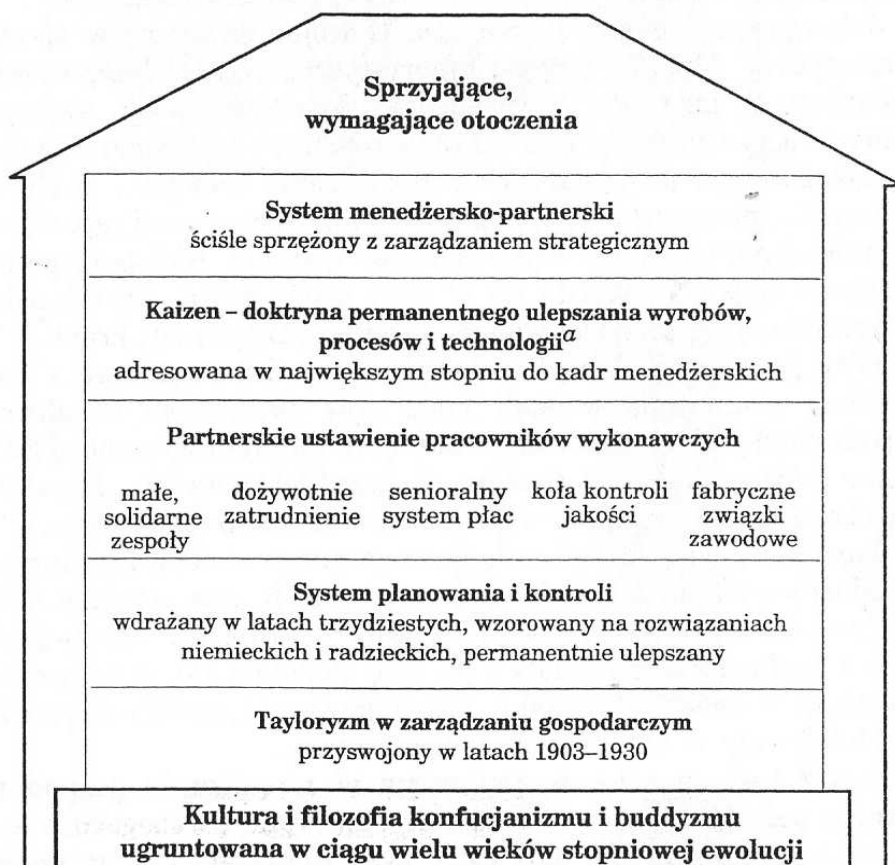 Sprzyjające,
wymagające otoczenia
System menedżersko-partnerski
ściśle sprzężony z zarządzaniem strategicznym
Kaizen – doktryna permanentnego ulepszania wyrobów,
procesów i technologiiᵃ
adresowana w największym stopniu do kadr menedżerskich
Partnerskie ustawienie pracowników wykonawczych
małe, dożywotnie senioralny koła kontroli fabryczne
solidarne zatrudnienie system płac jakości związki
zespoły zawodowe
System planowania i kontroli
wdrażany w latach trzydziestych, wzorowany na rozwiązaniach
niemieckich i radzieckich, permanentnie ulepszany
Tayloryzm w zarządzaniu gospodarczym
przyswojony w latach 1903–1930
Kultura i filozofia konfucjanizmu i buddyzmu
ugruntowana w ciągu wielu wieków stopniowej ewolucji